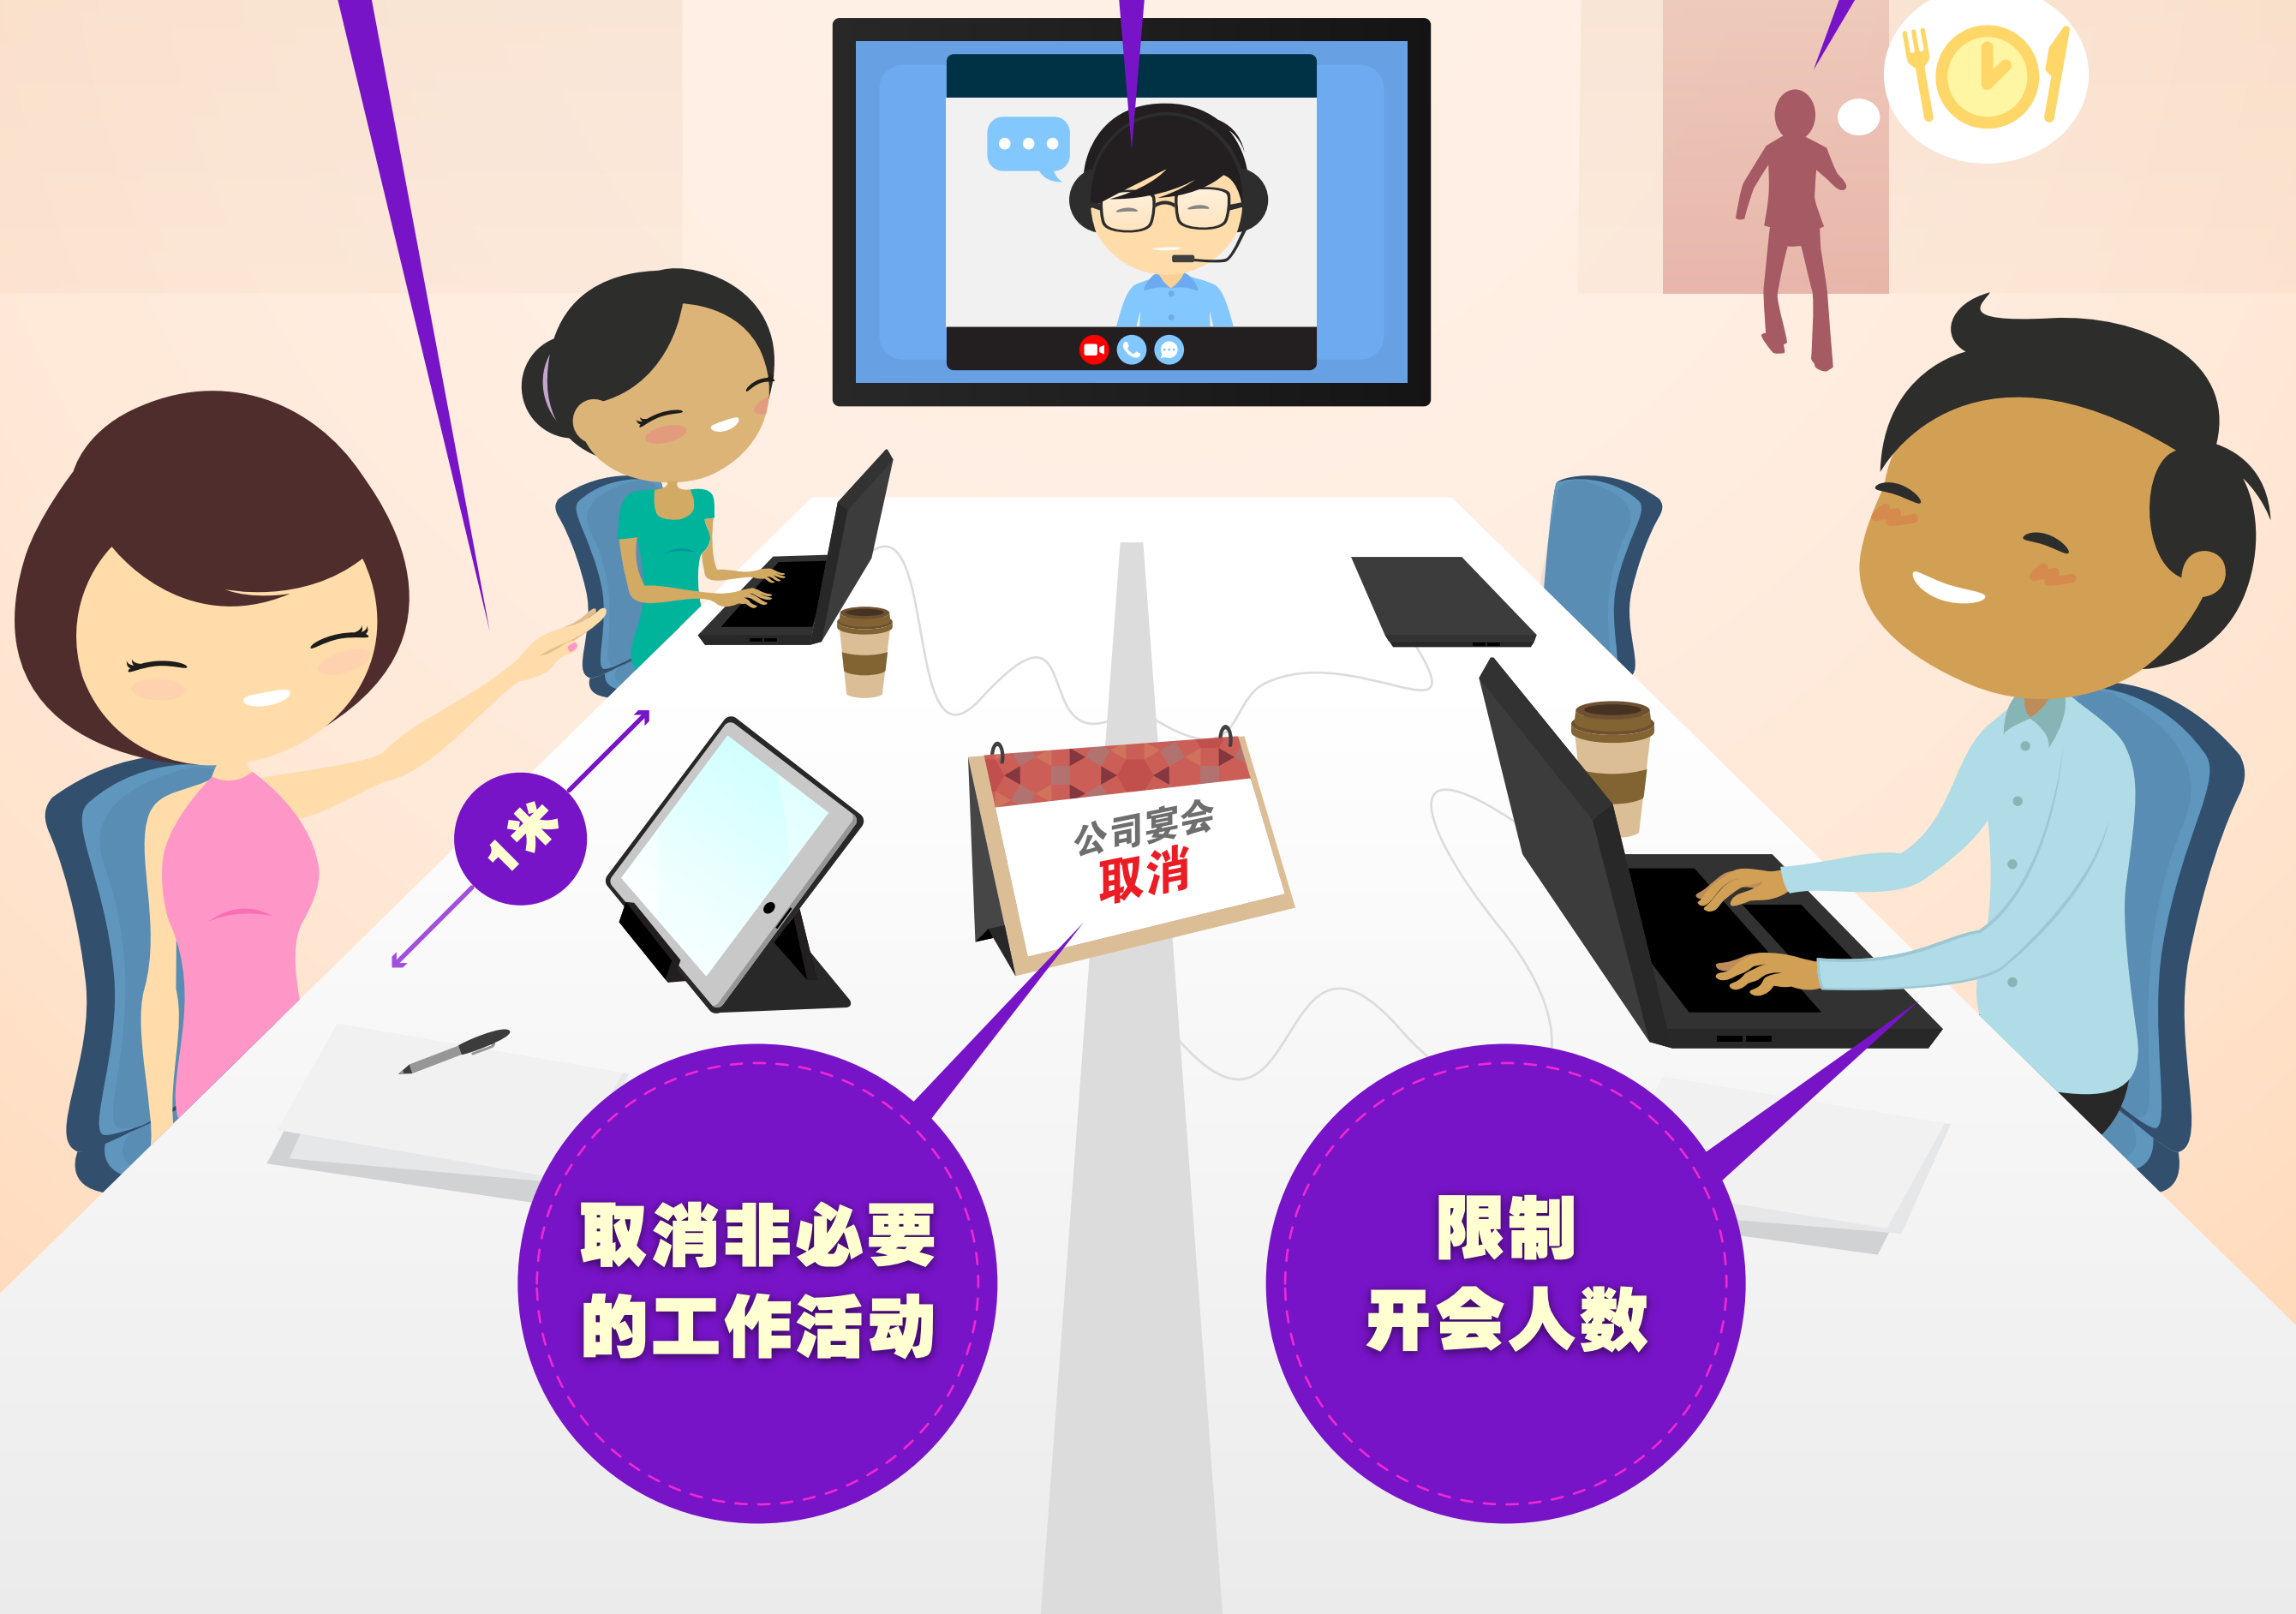 1米
公司宴会
取消
取消非必要
的工作活动
限制
开会人数